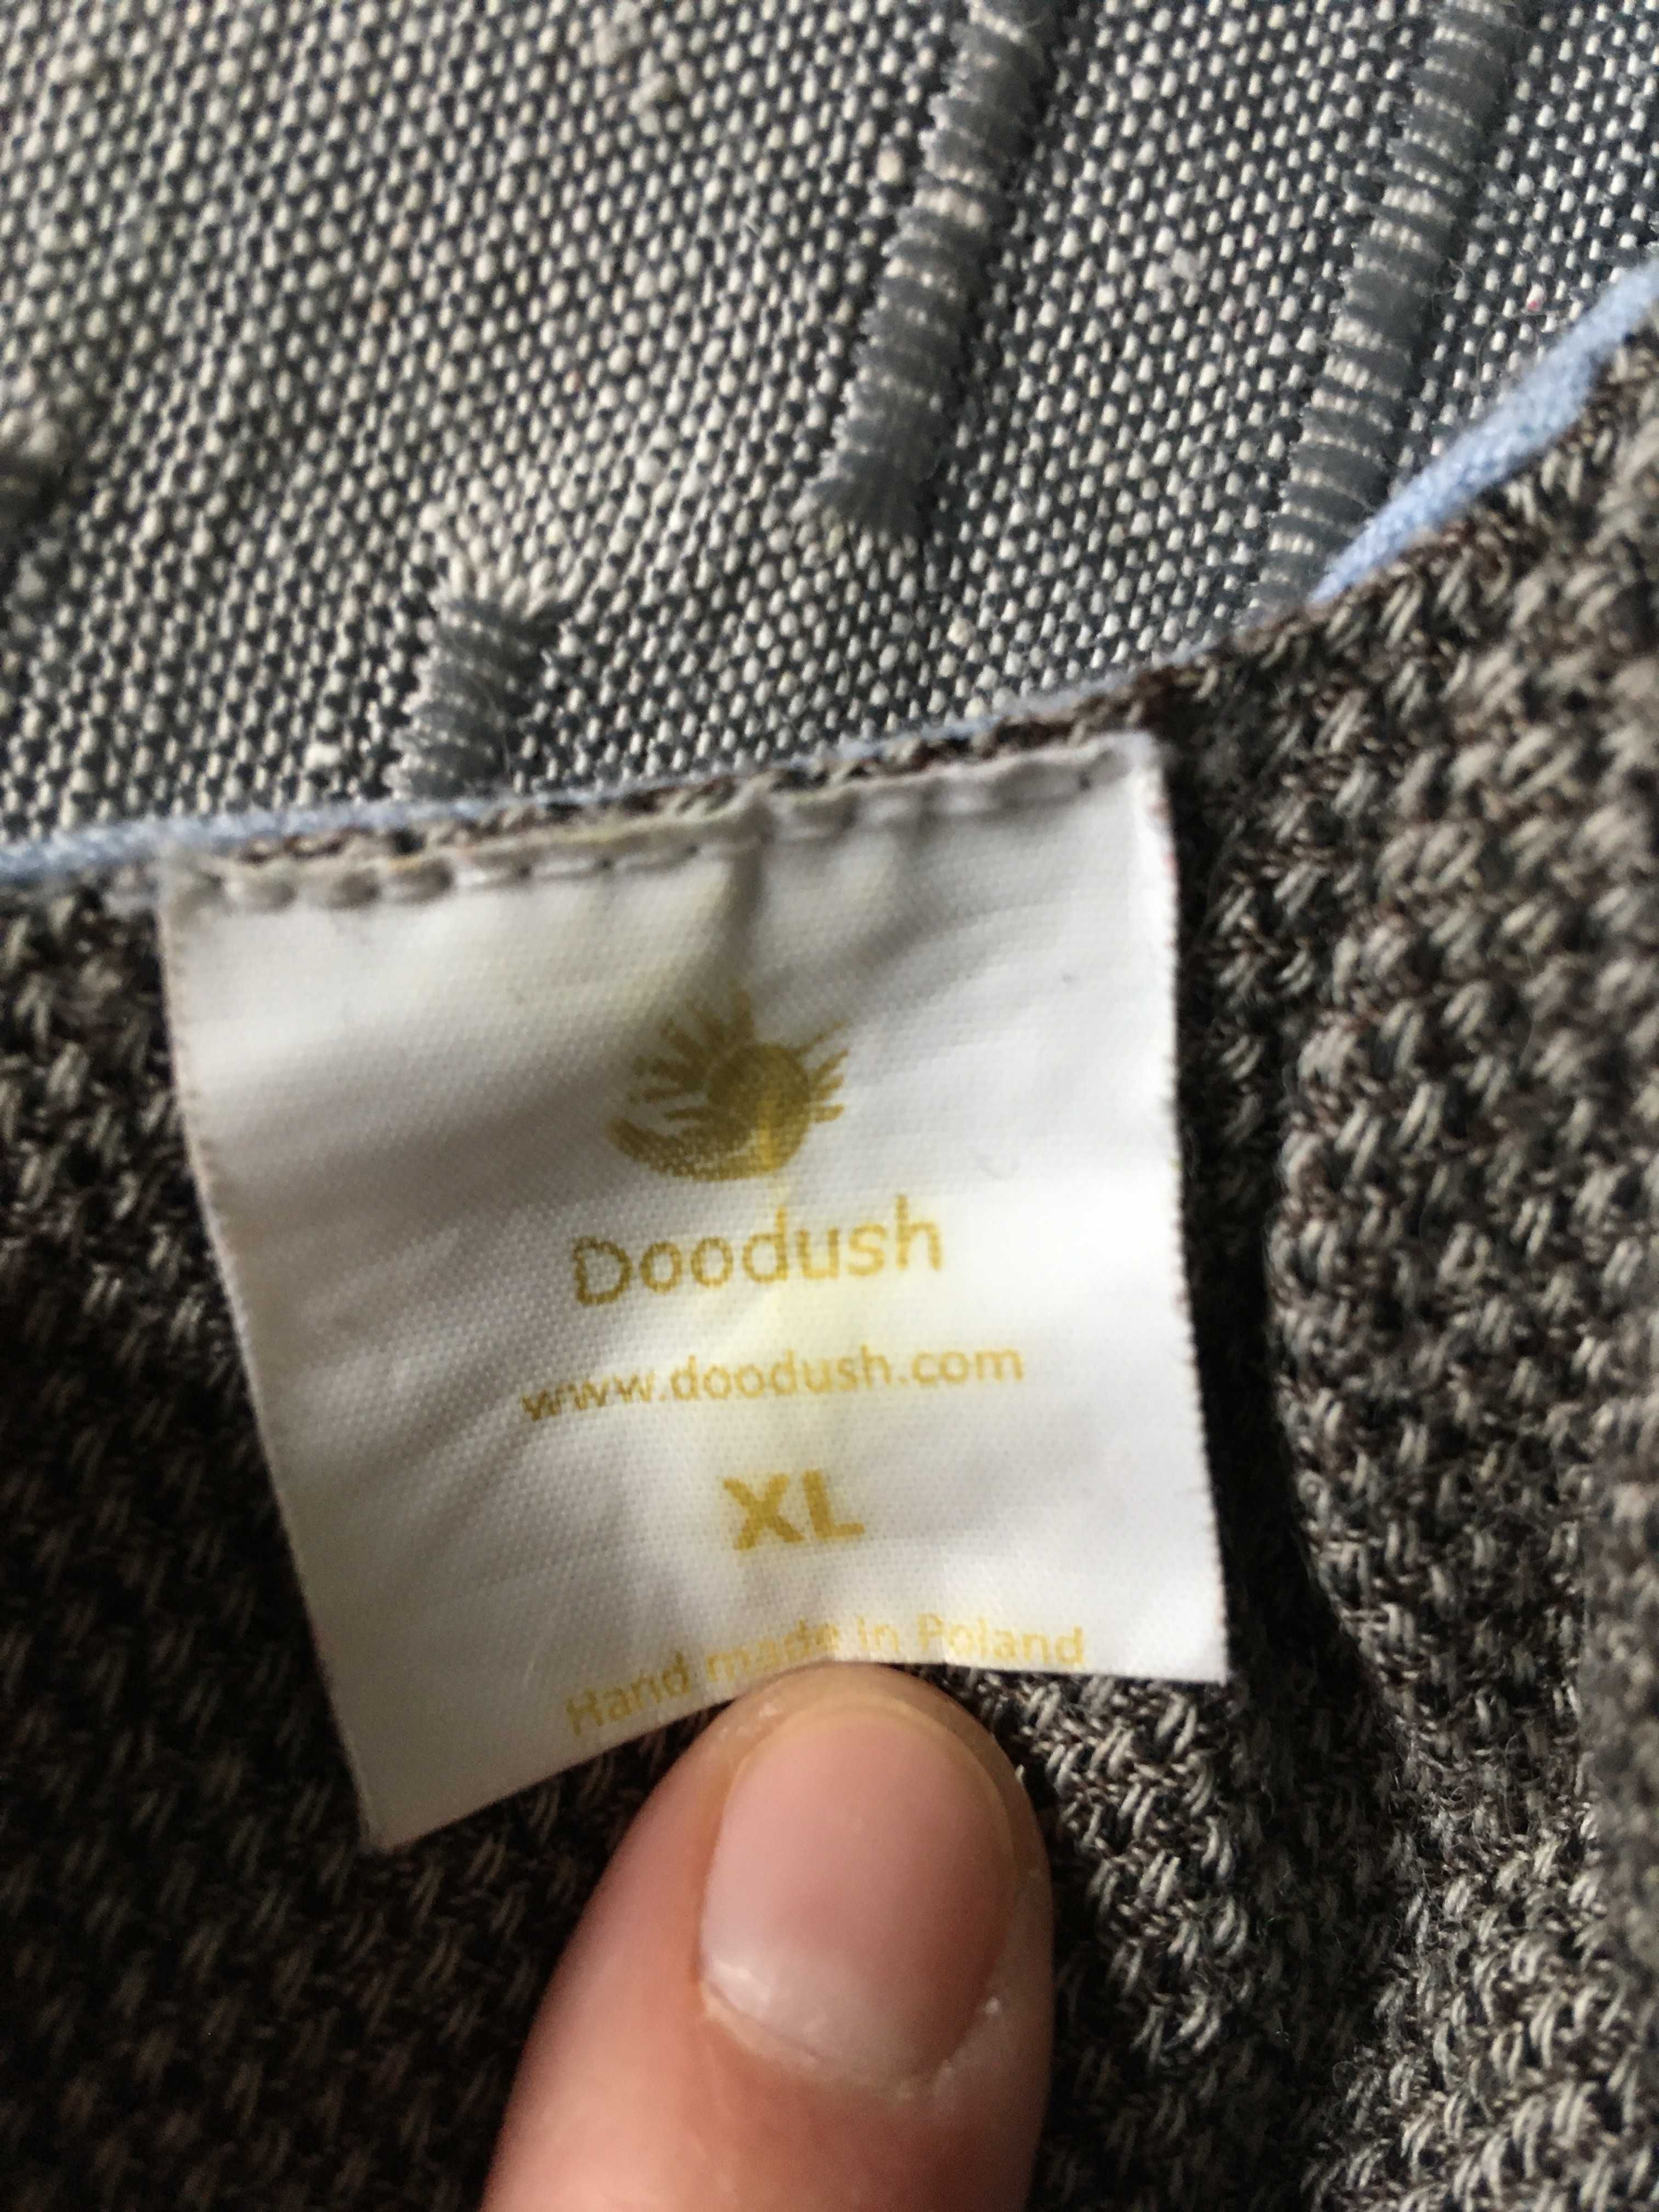 Doodush
www.doodush.com
XL
Hand made in Poland